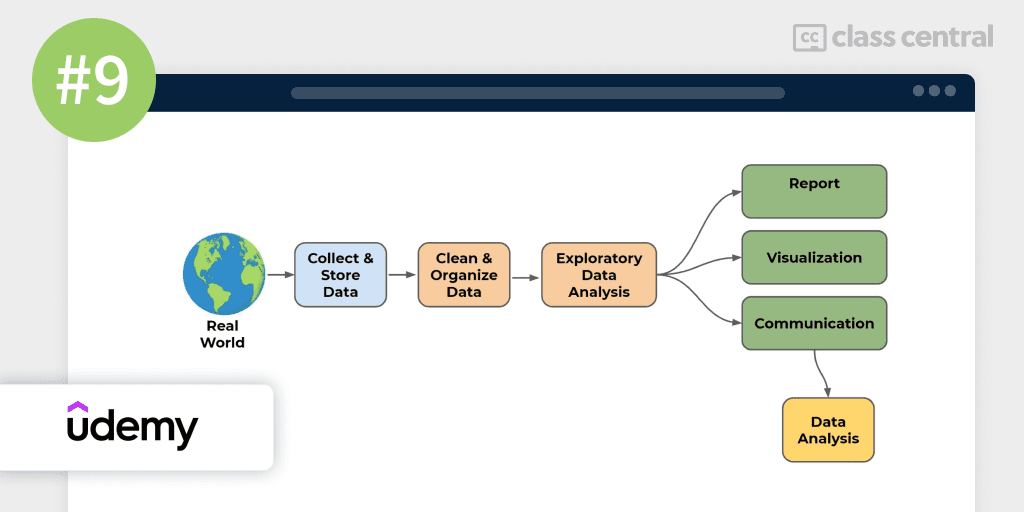 #9
cc class central
Report
Visualization
Communication
Collect &
Store
Data
Clean &
Organize
Data
Exploratory
Data
Analysis
Real
World
Data
Analysis
udemy